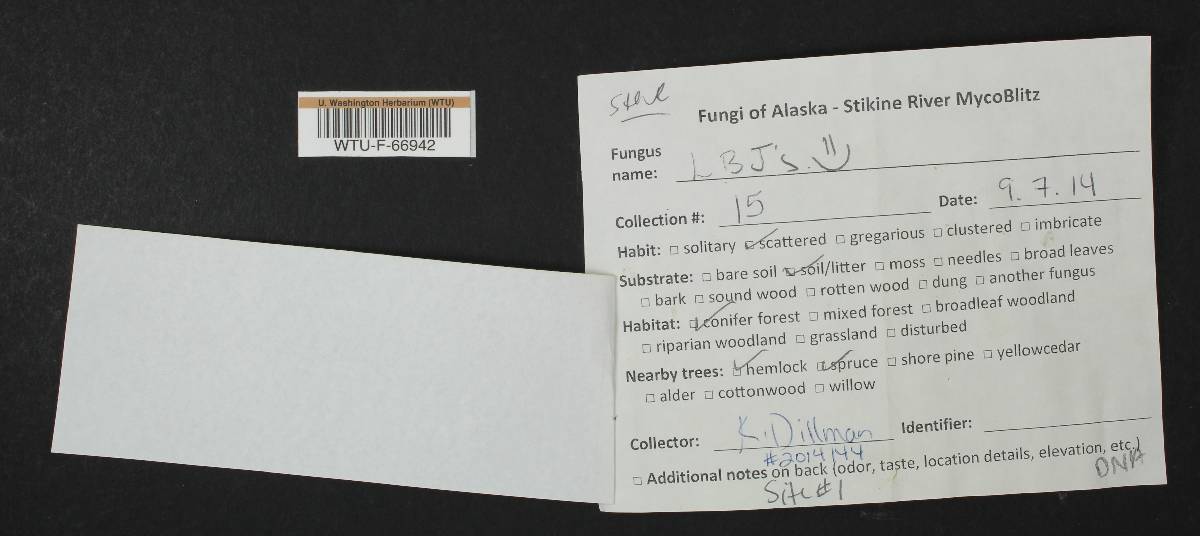 U. Washington Herbarium (WTU)
WTU-F-66942
Steve
Fungi of Alaska - Stikine River MycoBlitz
Fungus name: LBJ's
Collection #: 15 Date: 9.7.14
Habit: □ solitary ☑ scattered □ gregarious □ clustered □ imbricate
Substrate: □ bare soil ☑ soil/litter □ moss □ needles □ broad leaves
□ bark □ sound wood □ rotten wood □ dung □ another fungus
Habitat: ☑ conifer forest □ mixed forest □ broadleaf woodland
□ riparian woodland □ grassland □ disturbed
Nearby trees: ☑ hemlock ☑ spruce □ shore pine □ yellowcedar
□ alder □ cottonwood □ willow
Collector: K. Dillman Identifier:
#2014144
□ Additional notes on back (odor, taste, location details, elevation, etc.)
Site #1 DNA